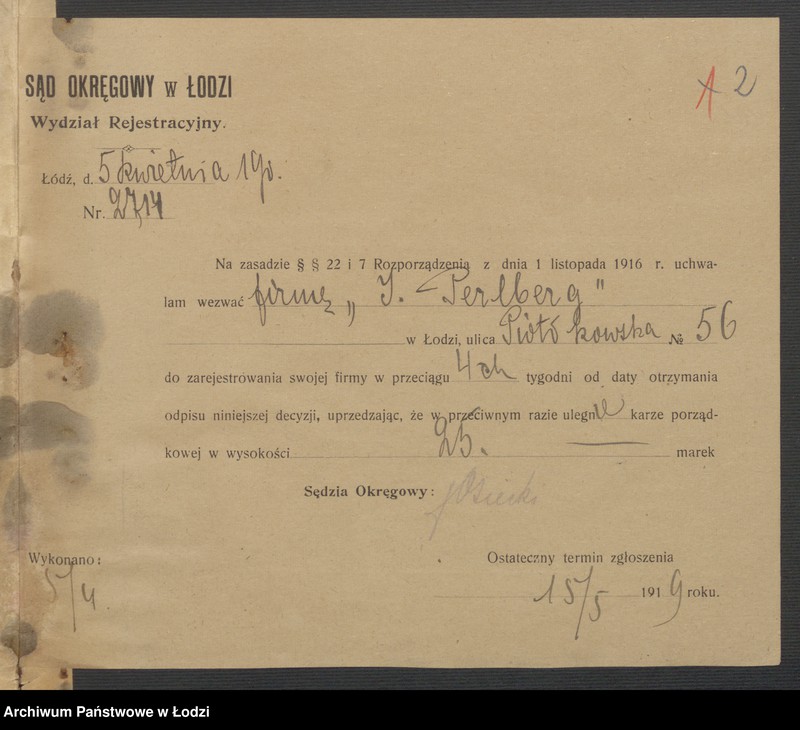 2
SĄD OKRĘGOWY w ŁODZI
Wydział Rejestracyjny.
Łódź, d. 5 kwietnia 19
Nr. 2714
Na zasadzie § § 22 i 7 Rozporządzenia z dnia 1 listopada 1916 r. uchwa-
lam wezwać firmę „J. Perlberg"
w Łodzi, ulica Piotrkowska № 56
do zarejestrowania swojej firmy w przeciągu 4ch tygodni od daty otrzymania
odpisu niniejszej decyzji, uprzedzając, że w przeciwnym razie ulegnie karze porząd-
kowej w wysokości 25. marek
Sędzia Okręgowy:
Wykonano: Ostateczny termin zgłoszenia
5/4 15/5 1919 roku.
Archiwum Państwowe w Łodzi